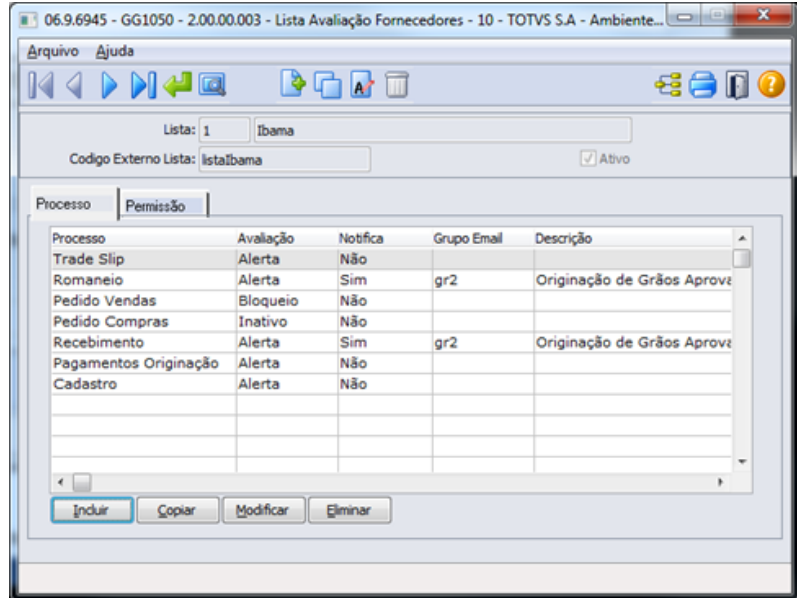 06.9.6945 - GG1050 - 2.00.00.003 - Lista Avaliação Fornecedores - 10 - TOTVS S.A - Ambiente...
Arquivo Ajuda
Lista: 1 Ibama
Codigo Externo Lista: listaIbama Ativo
Processo Permissão
Processo Avaliação Notifica Grupo Email Descrição
Trade Slip Alerta Não
Romaneio Alerta Sim gr2 Originação de Grãos Aprova
Pedido Vendas Bloqueio Não
Pedido Compras Inativo Não
Recebimento Alerta Sim gr2 Originação de Grãos Aprova
Pagamentos Originação Alerta Não
Cadastro Alerta Não
Incluir Copiar Modificar Eliminar